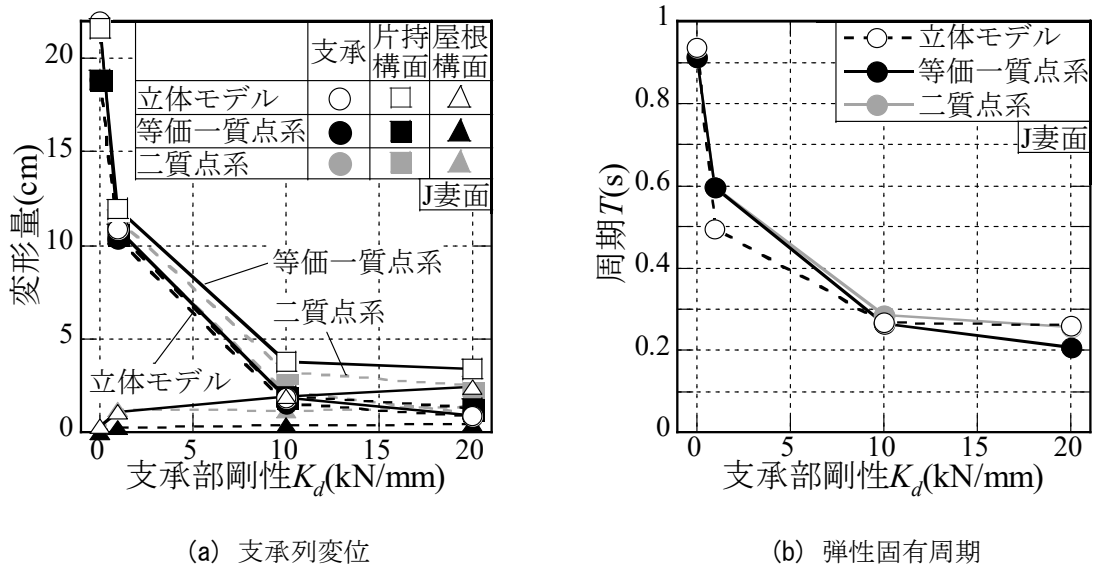 支承 片持構面 屋根構面
立体モデル
等価一質点系
二質点系
J妻面
等価一質点系
二質点系
立体モデル
変形量(cm)
20
15
10
5
0
0 5 10 15 20
支承部剛性Kd(kN/mm)
(a) 支承列変位
立体モデル
等価一質点系
二質点系
J妻面
周期T(s)
1
0.8
0.6
0.4
0.2
0
0 5 10 15 20
支承部剛性Kd(kN/mm)
(b) 弾性固有周期